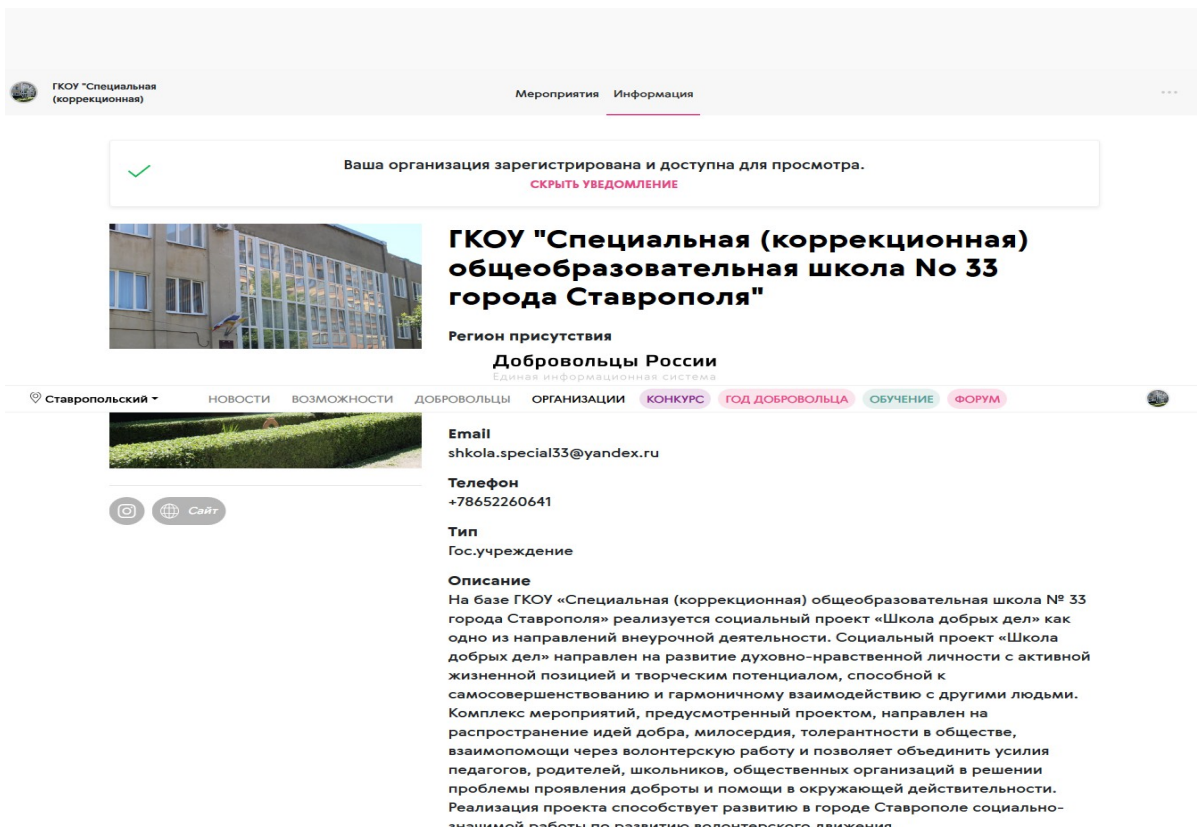 ГКОУ "Специальная
(коррекционная)
Мероприятия Информация
Ваша организация зарегистрирована и доступна для просмотра.
СКРЫТЬ УВЕДОМЛЕНИЕ
ГКОУ "Специальная (коррекционная)
общеобразовательная школа No 33
города Ставрополя"
Регион присутствия
Добровольцы России
Единая информационная система
Ставропольский НОВОСТИ ВОЗМОЖНОСТИ ДОБРОВОЛЬЦЫ ОРГАНИЗАЦИИ КОНКУРС ГОД ДОБРОВОЛЬЦА ОБУЧЕНИЕ ФОРУМ
Email
shkola.special33@yandex.ru
Сайт
Телефон
+78652260641
Тип
Гос.учреждение
Описание
На базе ГКОУ «Специальная (коррекционная) общеобразовательная школа № 33
города Ставрополя» реализуется социальный проект «Школа добрых дел» как
одно из направлений внеурочной деятельности. Социальный проект «Школа
добрых дел» направлен на развитие духовно-нравственной личности с активной
жизненной позицией и творческим потенциалом, способной к
самосовершенствованию и гармоничному взаимодействию с другими людьми.
Комплекс мероприятий, предусмотренный проектом, направлен на
распространение идей добра, милосердия, толерантности в обществе,
взаимопомощи через волонтерскую работу и позволяет объединить усилия
педагогов, родителей, школьников, общественных организаций в решении
проблемы проявления доброты и помощи в окружающей действительности.
Реализация проекта способствует развитию в городе Ставрополе социально-
значимой работы по развитию волонтерского движения